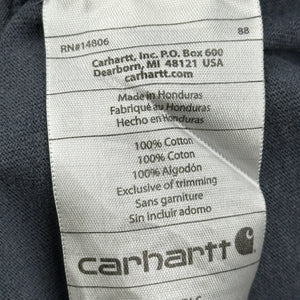 RN#14806 88
Carhartt, Inc. P.O. Box 600
Dearborn, MI 48121 USA
carhartt.com
Made in Honduras
Fabriqué au Honduras
Hecho en Honduras
100% Cotton
100% Coton
100% Algodón
Exclusive of trimming
Sans garniture
Sin incluir adorno
carhartt